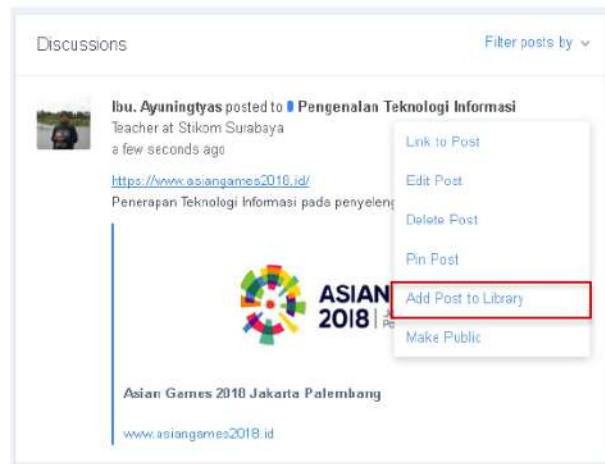 Discussions
Filter posts by
Ibu. Ayuningtyas posted to Pengenalan Teknologi Informasi
Teacher at Stikom Surabaya
a few seconds ago
https://www.asiangames2018.id/
Penerapan Teknologi Informasi pada penyeleng
Link to Post
Edit Post
Delete Post
Pin Post
Add Post to Library
Make Public
ASIAN
2018
Asian Games 2018 Jakarta Palembang
www.asiangames2018.id